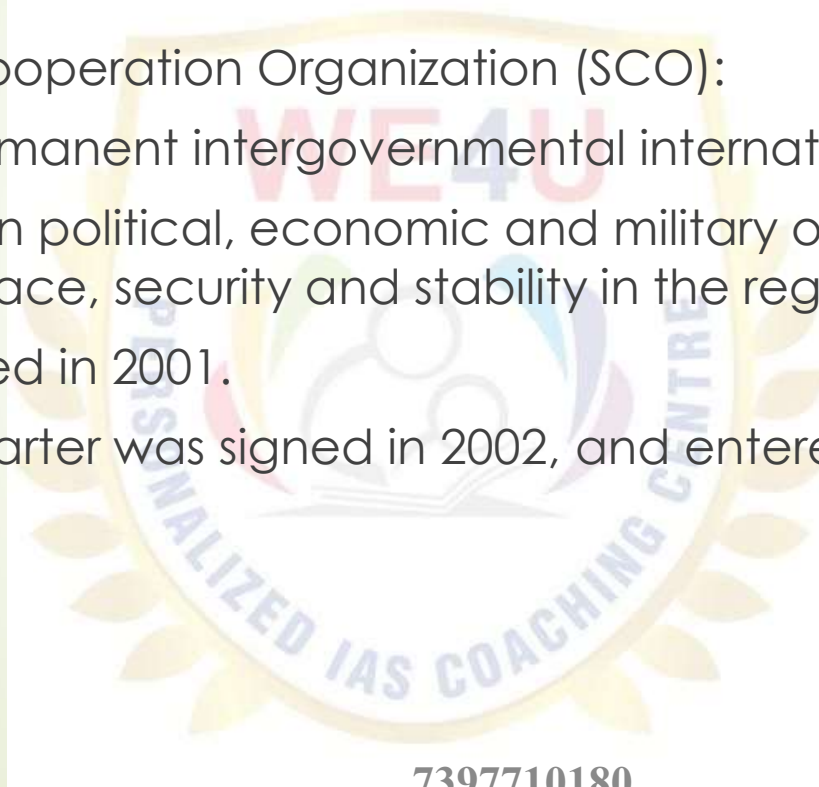 ooperation Organization (SCO):
manent intergovernmental internat
n political, economic and military o
ace, security and stability in the reg
ed in 2001.
arter was signed in 2002, and entere
WE4U
PERSONALIZED IAS COACHING CENTRE
7397710180